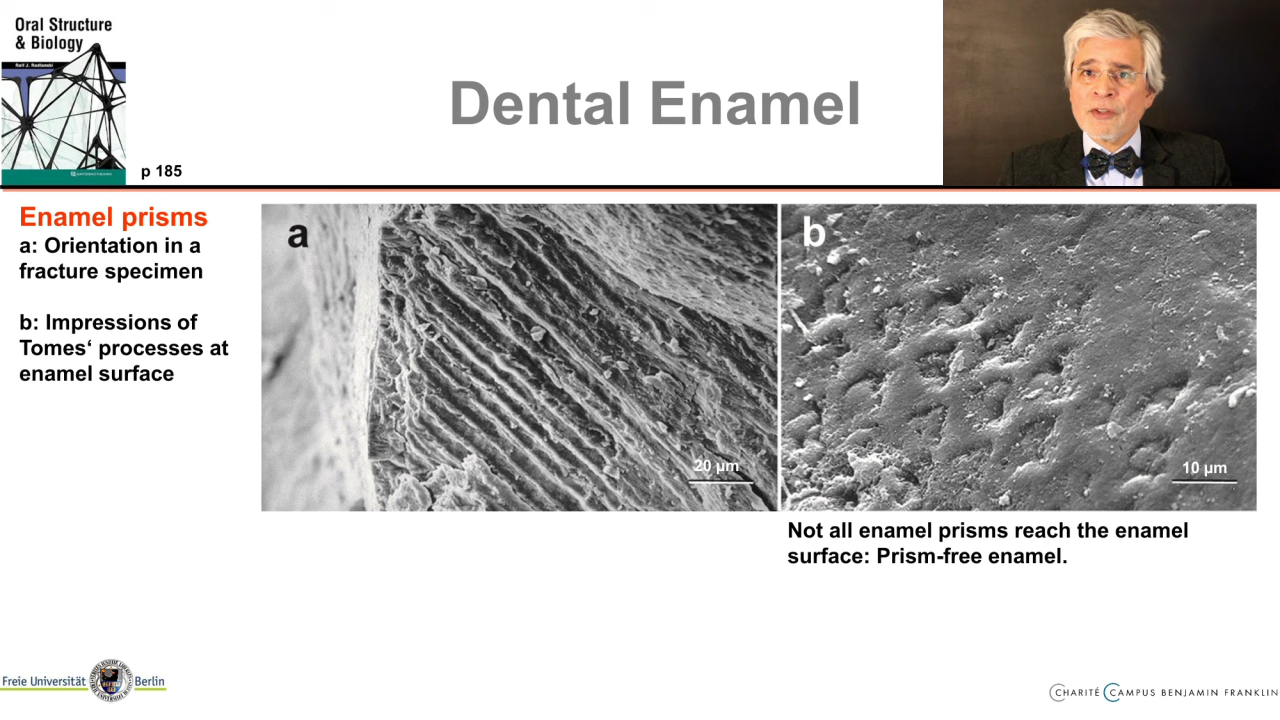 Oral Structure
& Biology
Ralf J. Radlanski
p 185
Dental Enamel
Enamel prisms
a: Orientation in a
fracture specimen
b: Impressions of
Tomes‘ processes at
enamel surface
a
20 µm
b
10 µm
Not all enamel prisms reach the enamel
surface: Prism-free enamel.
Freie Universität Berlin
CHARITÉ CAMPUS BENJAMIN FRANKLIN